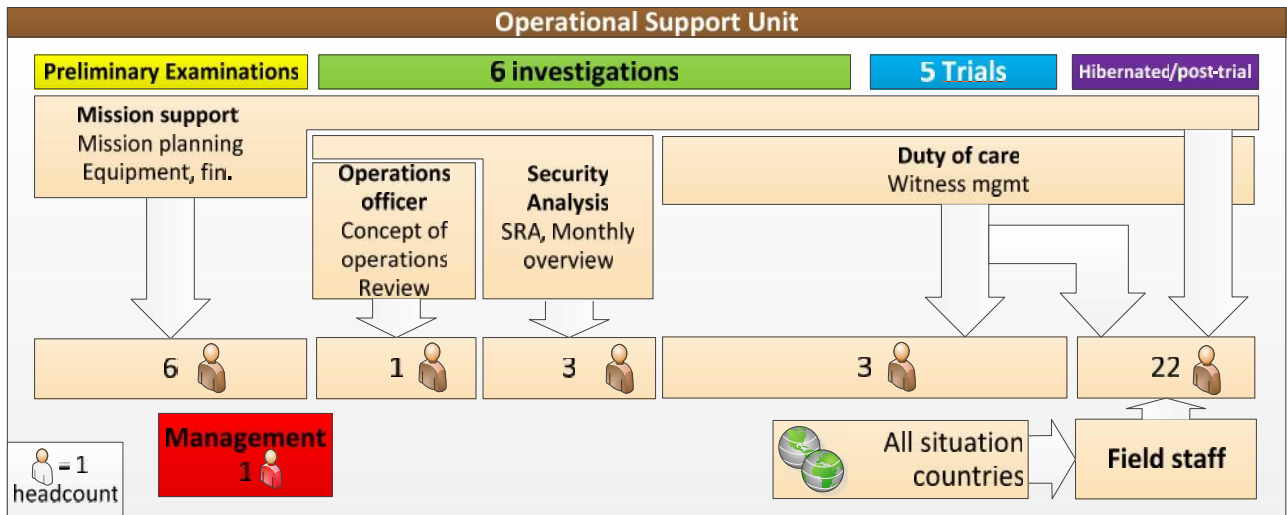 Operational Support Unit
Preliminary Examinations
6 investigations
5 Trials
Hibernated/post-trial
Mission support
Mission planning
Equipment, fin.
Operations
officer
Concept of
operations
Review
Security
Analysis
SRA, Monthly
overview
Duty of care
Witness mgmt
6
1
3
3
22
Management
1
= 1
headcount
All situation
countries
Field staff